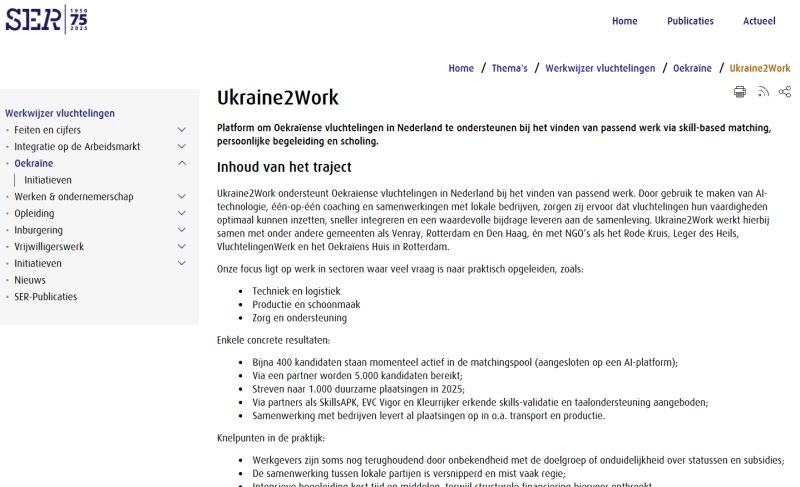 SER 1950 75 2025
Home Publicaties Actueel
Home / Thema's / Werkwijzer vluchtelingen / Oekraïne / Ukraine2Work
Werkwijzer vluchtelingen
Feiten en cijfers
Integratie op de Arbeidsmarkt
Oekraïne
Initiatieven
Werken & ondernemerschap
Opleiding
Inburgering
Vrijwilligerswerk
Initiatieven
Nieuws
SER-Publicaties
Ukraine2Work
Platform om Oekraïense vluchtelingen in Nederland te ondersteunen bij het vinden van passend werk via skill-based matching,
persoonlijke begeleiding en scholing.
Inhoud van het traject
Ukraine2Work ondersteunt Oekraïense vluchtelingen in Nederland bij het vinden van passend werk. Door gebruik te maken van AI-
technologie, één-op-één coaching en samenwerkingen met lokale bedrijven, zorgen zij ervoor dat vluchtelingen hun vaardigheden
optimaal kunnen inzetten, sneller integreren en een waardevolle bijdrage leveren aan de samenleving. Ukraine2Work werkt hierbij
samen met onder andere gemeenten als Venray, Rotterdam en Den Haag, én met NGO's als het Rode Kruis, Leger des Heils,
VluchtelingenWerk en het Oekraïens Huis in Rotterdam.
Onze focus ligt op werk in sectoren waar veel vraag is naar praktisch opgeleiden, zoals:
Techniek en logistiek
Productie en schoonmaak
Zorg en ondersteuning
Enkele concrete resultaten:
Bijna 400 kandidaten staan momenteel actief in de matchingspool (aangesloten op een AI-platform);
Via een partner worden 5.000 kandidaten bereikt;
Streven naar 1.000 duurzame plaatsingen in 2025;
Via partners als SkillsAPK, EVC Vigor en Kleurrijker erkende skills-validatie en taalondersteuning aangeboden;
Samenwerking met bedrijven levert al plaatsingen op in o.a. transport en productie.
Knelpunten in de praktijk:
Werkgevers zijn soms nog terughoudend door onbekendheid met de doelgroep of onduidelijkheid over statussen en subsidies;
De samenwerking tussen lokale partijen is versnipperd en mist vaak regie;
Intensieve begeleiding kost tijd en middelen, terwijl structurele financiering hiervoor ontbreekt.